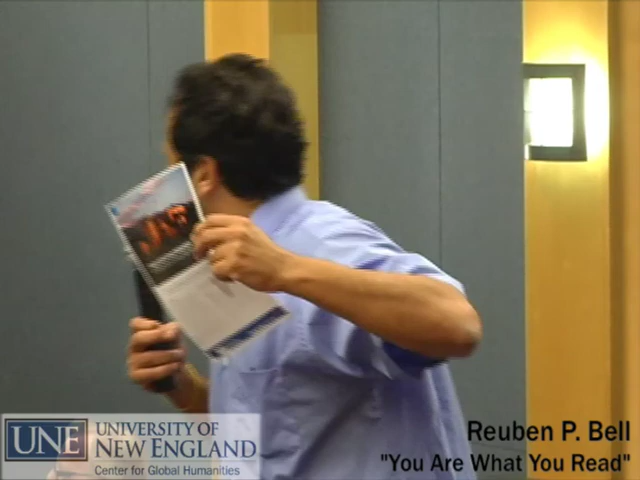 UNE
UNIVERSITY OF
NEW ENGLAND
Center for Global Humanities
Reuben P. Bell
"You Are What You Read"